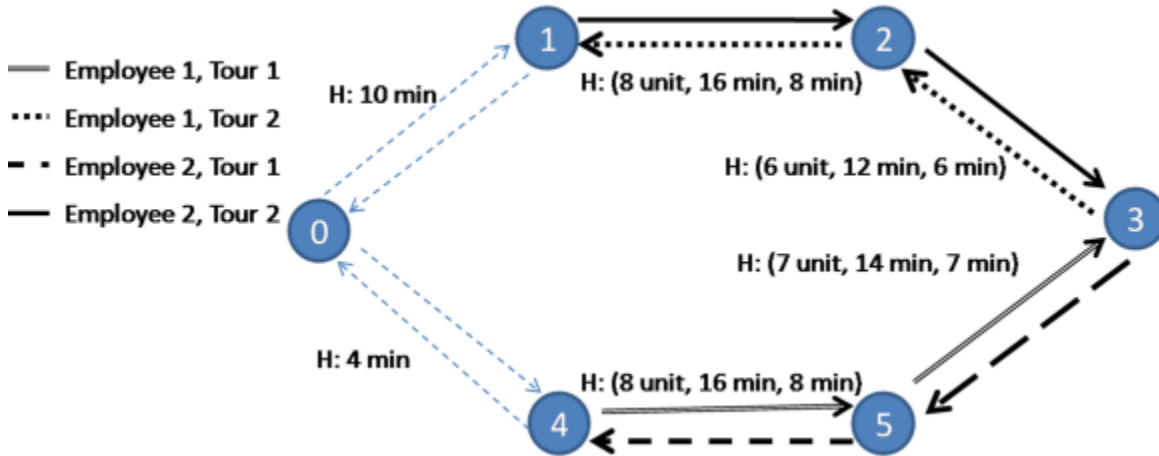 1
2
Employee 1, Tour 1
H: 10 min
H: (8 unit, 16 min, 8 min)
Employee 1, Tour 2
Employee 2, Tour 1
H: (6 unit, 12 min, 6 min)
Employee 2, Tour 2
0
3
H: (7 unit, 14 min, 7 min)
H: 4 min
H: (8 unit, 16 min, 8 min)
4
5